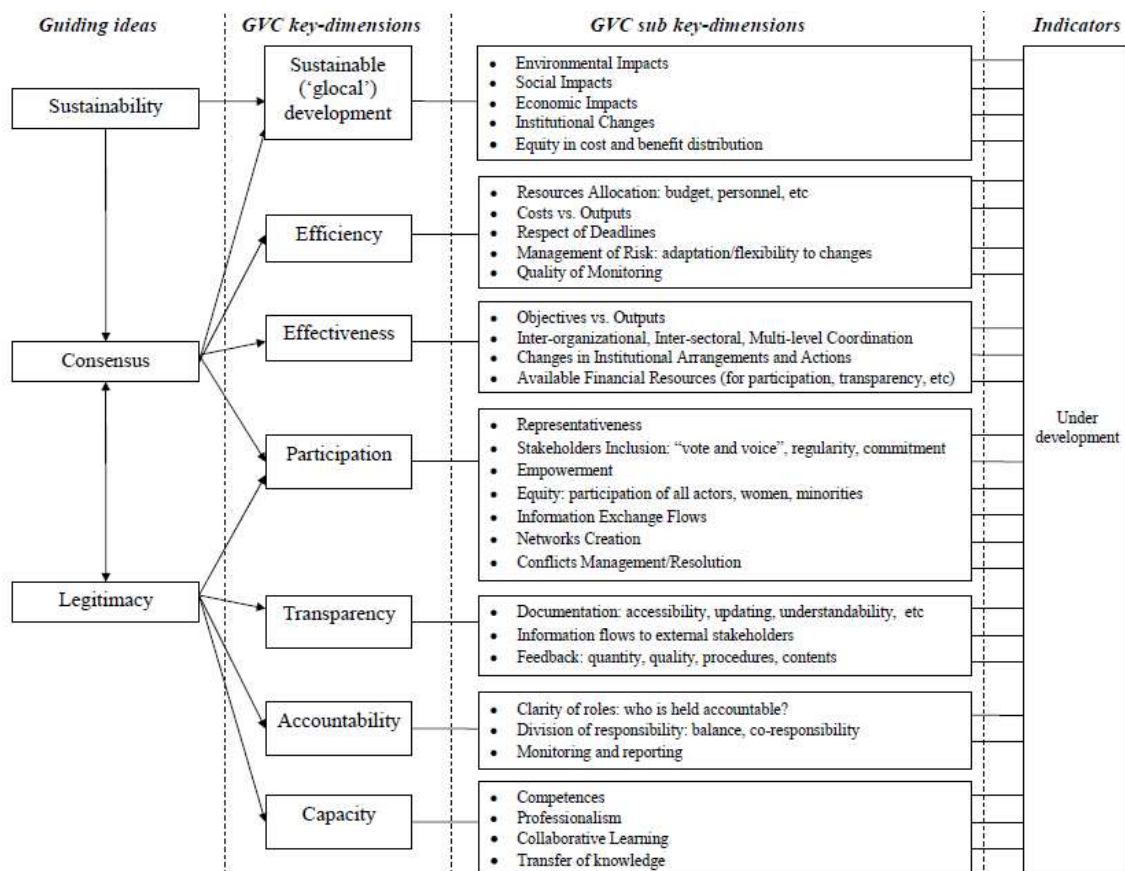 Guiding ideas
GVC key-dimensions
GVC sub key-dimensions
Indicators
Sustainability
Consensus
Legitimacy
Sustainable
(‘glocal’)
development
Efficiency
Effectiveness
Participation
Transparency
Accountability
Capacity
• Environmental Impacts
• Social Impacts
• Economic Impacts
• Institutional Changes
• Equity in cost and benefit distribution
• Resources Allocation: budget, personnel, etc
• Costs vs. Outputs
• Respect of Deadlines
• Management of Risk: adaptation/flexibility to changes
• Quality of Monitoring
• Objectives vs. Outputs
• Inter-organizational, Inter-sectoral, Multi-level Coordination
• Changes in Institutional Arrangements and Actions
• Available Financial Resources (for participation, transparency, etc)
• Representativeness
• Stakeholders Inclusion: “vote and voice”, regularity, commitment
• Empowerment
• Equity: participation of all actors, women, minorities
• Information Exchange Flows
• Networks Creation
• Conflicts Management/Resolution
• Documentation: accessibility, updating, understandability, etc
• Information flows to external stakeholders
• Feedback: quantity, quality, procedures, contents
• Clarity of roles: who is held accountable?
• Division of responsibility: balance, co-responsibility
• Monitoring and reporting
• Competences
• Professionalism
• Collaborative Learning
• Transfer of knowledge
Under
development